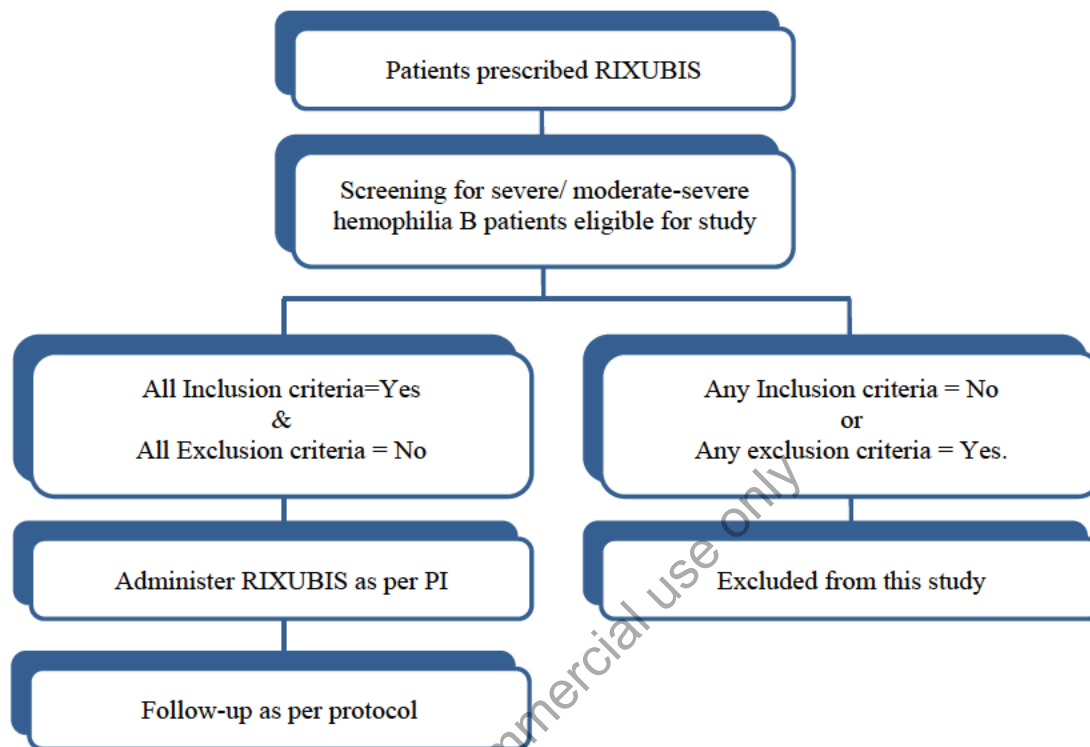 Patients prescribed RIXUBIS
Screening for severe/ moderate-severe
hemophilia B patients eligible for study
All Inclusion criteria=Yes
&
All Exclusion criteria = No
Any Inclusion criteria = No
or
Any exclusion criteria = Yes.
Administer RIXUBIS as per PI
Excluded from this study
Follow-up as per protocol
use only